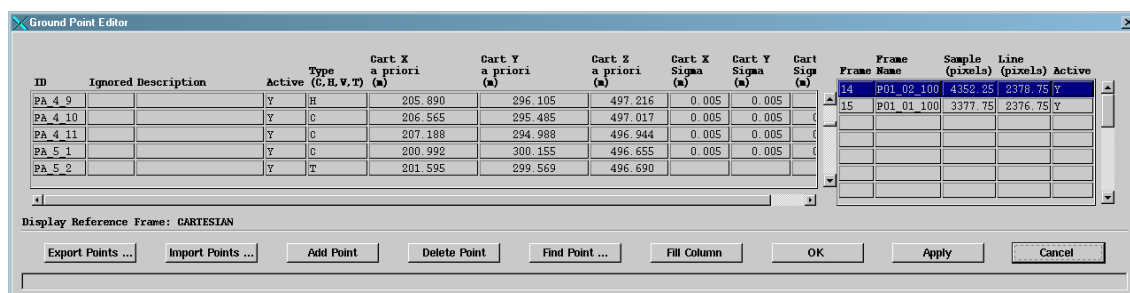 Ground Point Editor
Cart X Cart Y Cart Z Cart X Cart Y Cart Frame Sample Line
Type a priori a priori a priori Sigma Sigma Sigm Frame Name (pixels) (pixels) Active
ID Ignored Description Active (C,H,V,T) (m) (m) (m) (m) (m) (m)
14 P01_02_100 4352.25 2378.75 Y
PA_4_9 Y H 205.890 296.105 497.216 0.005 0.005
15 P01_01_100 3377.75 2376.75 Y
PA_4_10 Y C 206.565 295.485 497.017 0.005 0.005
PA_4_11 Y C 207.188 294.988 496.944 0.005 0.005
PA_5_1 Y C 200.992 300.155 496.655 0.005 0.005
PA_5_2 Y T 201.595 299.569 496.690
Display Reference Frame: CARTESIAN
Export Points ... Import Points ... Add Point Delete Point Find Point ... Fill Column OK Apply Cancel